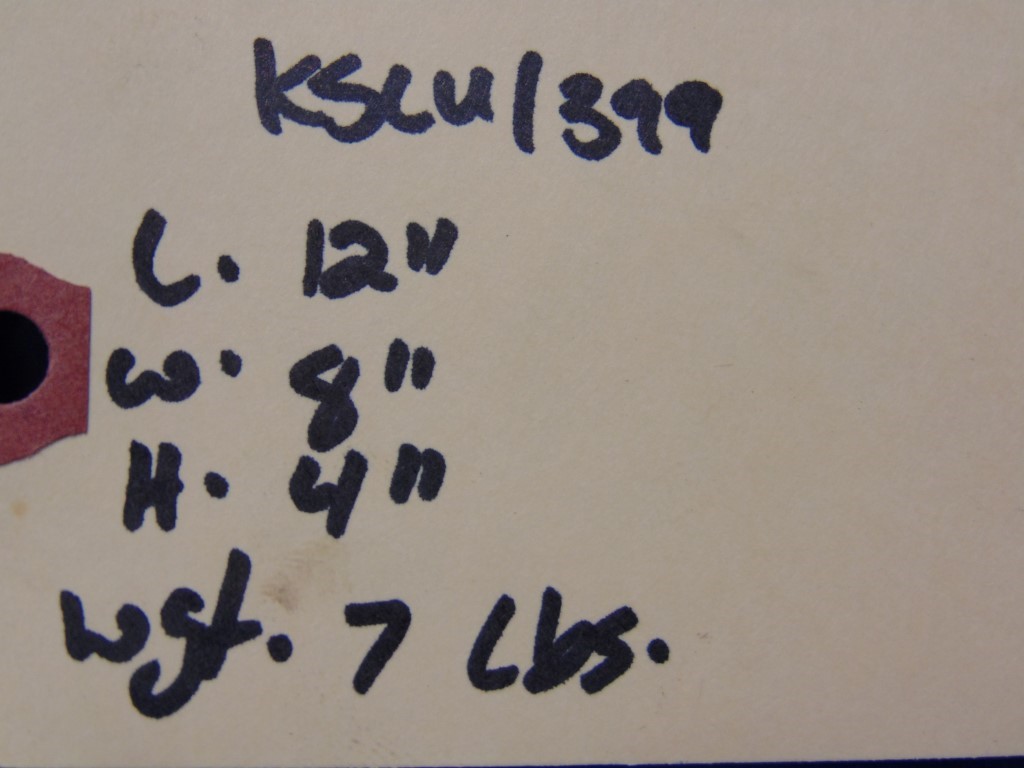 KSCU1399
L. 12"
W. 8"
H. 4"
Wgt. 7 Lbs.